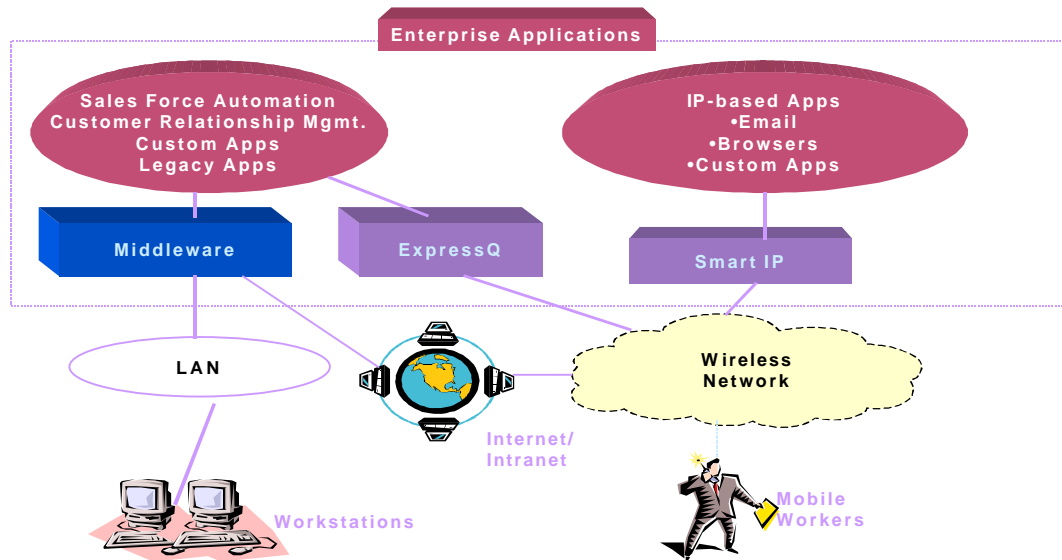 Enterprise Applications
Sales Force Automation
Customer Relationship Mgmt.
Custom Apps
Legacy Apps
IP-based Apps
•Email
•Browsers
•Custom Apps
Middleware
ExpressQ
Smart IP
LAN
Wireless
Network
Internet/
Intranet
Workstations
Mobile
Workers